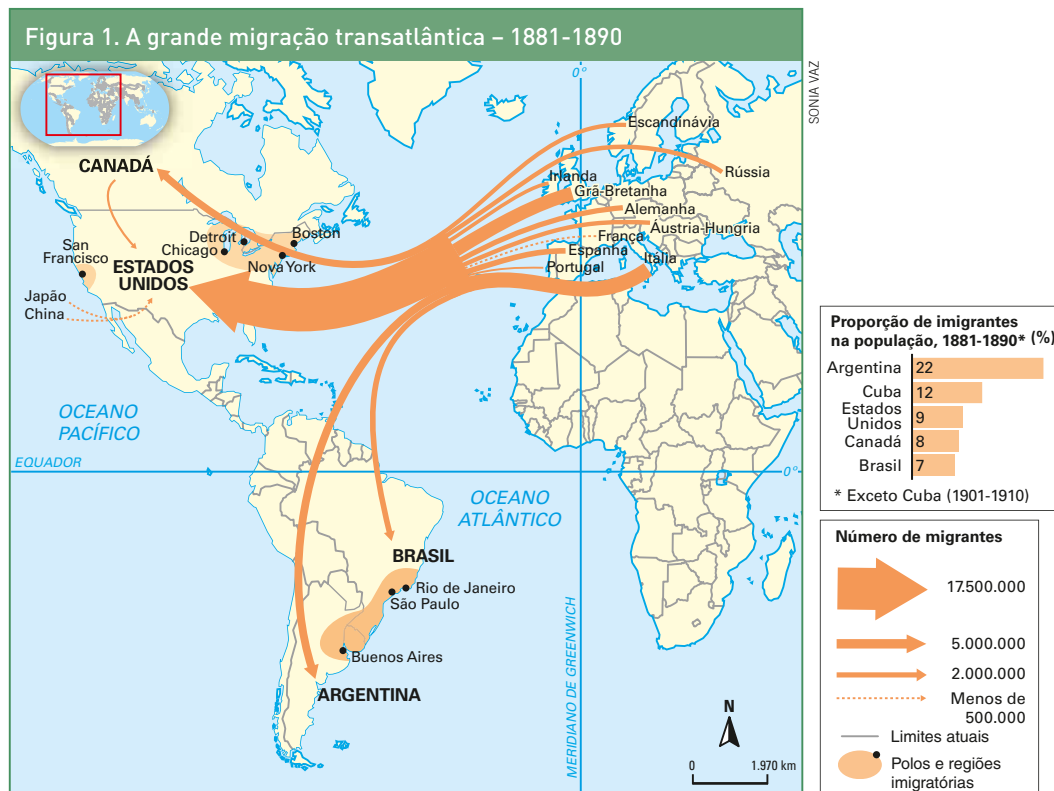 Figura 1. A grande migração transatlântica – 1881-1890
SONIA VAZ
0°
Escandinávia
CANADÁ
Irlanda
Rússia
Grã-Bretanha
Alemanha
Detroit
Boston
Áustria-Hungria
San
Francisco
Chicago
França
Nova York
Espanha
ESTADOS
UNIDOS
Portugal
Itália
Japão
China
OCEANO
PACÍFICO
EQUADOR
0°
OCEANO
ATLÂNTICO
BRASIL
Rio de Janeiro
São Paulo
Buenos Aires
ARGENTINA
MERIDIANO DE GREENWICH
N
0 1.970 km
Proporção de imigrantes
na população, 1881-1890* (%)
Argentina 22
Cuba 12
Estados
Unidos 9
Canadá 8
Brasil 7
* Exceto Cuba (1901-1910)
Número de migrantes
17.500.000
5.000.000
2.000.000
Menos de
500.000
Limites atuais
Polos e regiões
imigratórias